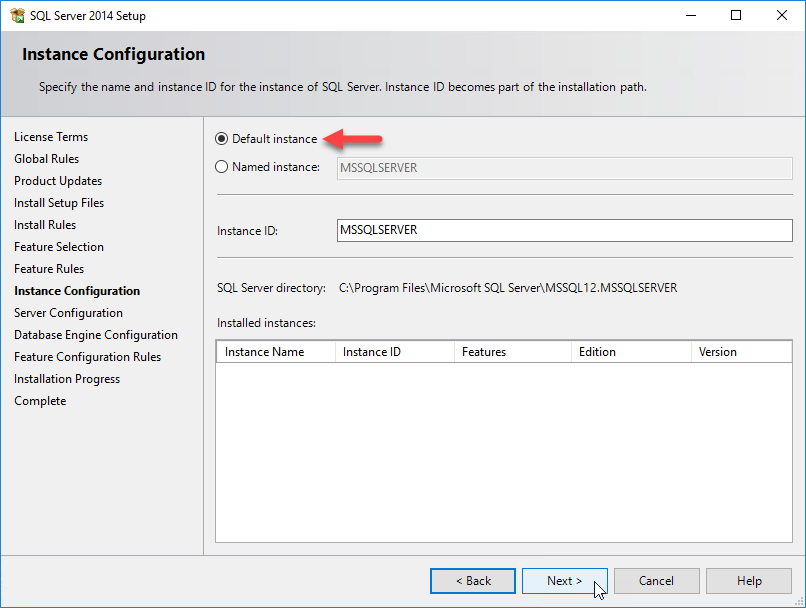 SQL Server 2014 Setup
Instance Configuration
Specify the name and instance ID for the instance of SQL Server. Instance ID becomes part of the installation path.
License Terms
Global Rules
Product Updates
Install Setup Files
Install Rules
Feature Selection
Feature Rules
Instance Configuration
Server Configuration
Database Engine Configuration
Feature Configuration Rules
Installation Progress
Complete
Default instance
Named instance: MSSQLSERVER
Instance ID: MSSQLSERVER
SQL Server directory: C:\Program Files\Microsoft SQL Server\MSSQL12.MSSQLSERVER
Installed instances:
Instance Name Instance ID Features Edition Version
< Back Next > Cancel Help